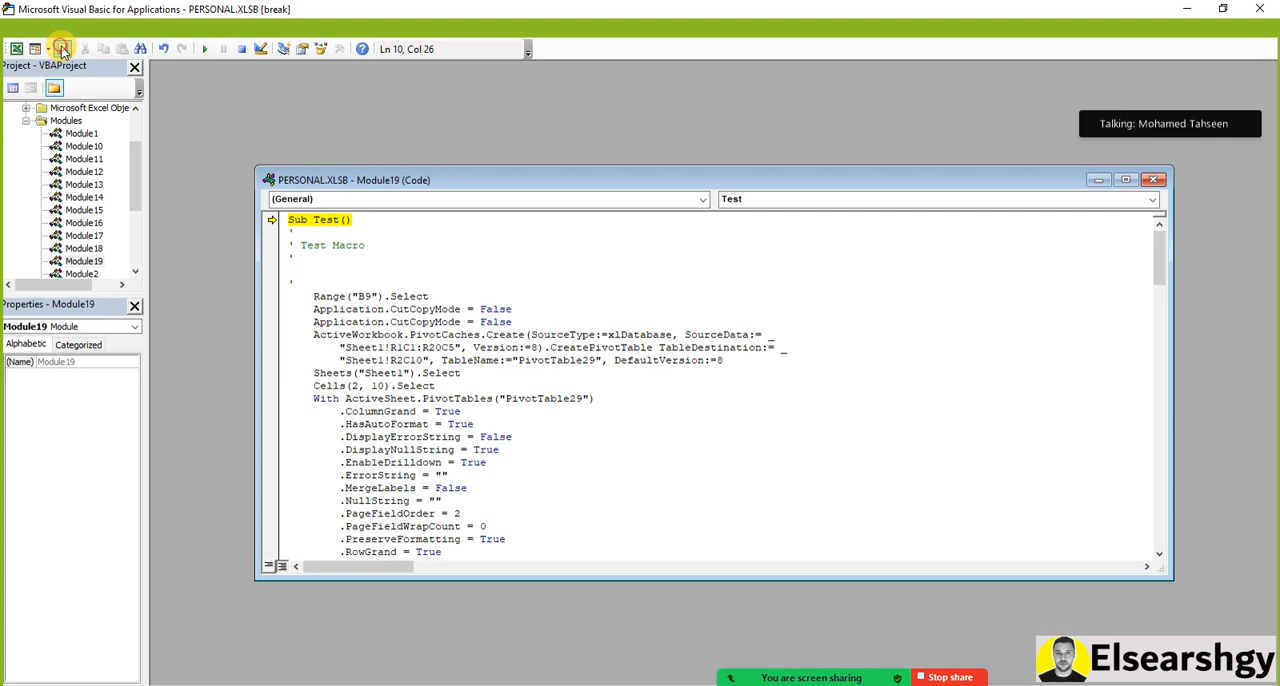 Microsoft Visual Basic for Applications - PERSONAL.XLSB [break]
Ln 10, Col 26
Project - VBAProject
Microsoft Excel Obje
Modules
Module1
Module10
Module11
Module12
Module13
Module14
Module15
Module16
Module17
Module18
Module19
Module2
Properties - Module19
Module19 Module
Alphabetic Categorized
(Name) Module19
Talking: Mohamed Tahseen
PERSONAL.XLSB - Module19 (Code)
(General) Test
Sub Test()
'
' Test Macro
'
'
Range("B9").Select
Application.CutCopyMode = False
Application.CutCopyMode = False
ActiveWorkbook.PivotCaches.Create(SourceType:=xlDatabase, SourceData:= _
"Sheet1!R1C1:R20C5", Version:=8).CreatePivotTable TableDestination:= _
"Sheet1!R2C10", TableName:="PivotTable29", DefaultVersion:=8
Sheets("Sheet1").Select
Cells(2, 10).Select
With ActiveSheet.PivotTables("PivotTable29")
.ColumnGrand = True
.HasAutoFormat = True
.DisplayErrorString = False
.DisplayNullString = True
.EnableDrilldown = True
.ErrorString = ""
.MergeLabels = False
.NullString = ""
.PageFieldOrder = 2
.PageFieldWrapCount = 0
.PreserveFormatting = True
.RowGrand = True
You are screen sharing
Stop share
Elsearshgy